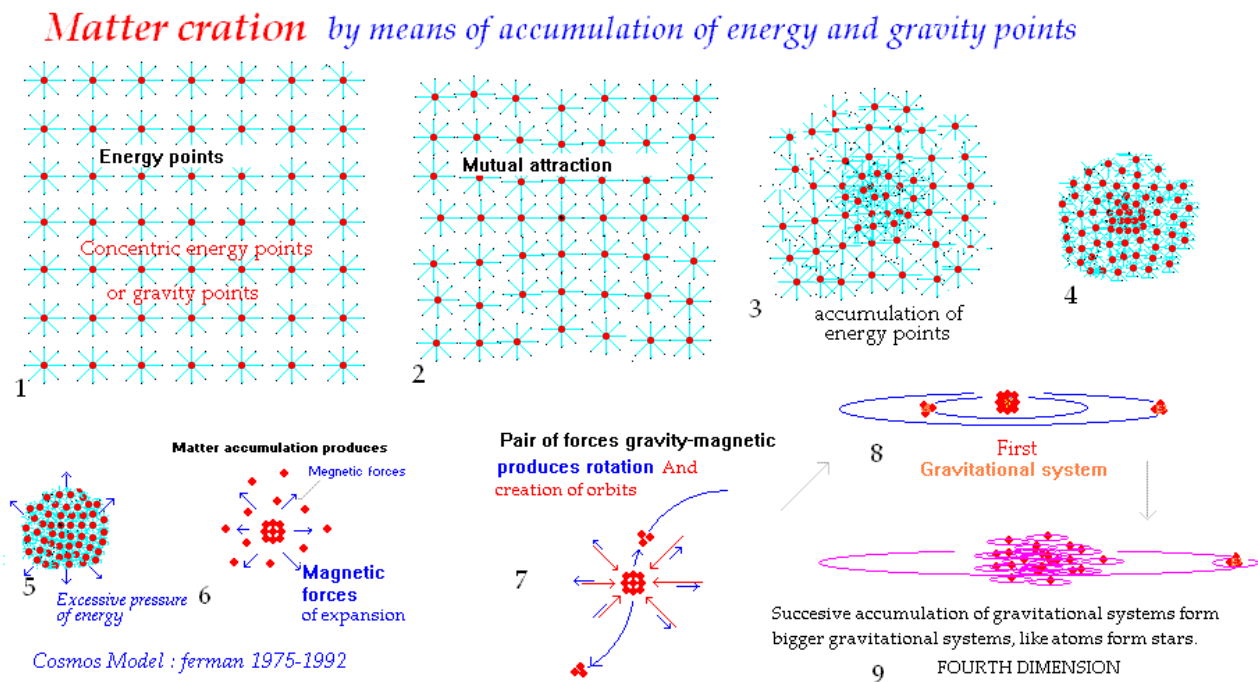 Matter cration by means of accumulation of energy and gravity points
Energy points
Concentric energy points
or gravity points
1
Mutual attraction
2
3
accumulation of
energy points
4
5
Excessive pressure
of energy
Matter accumulation produces
Megnetic forces
6
Magnetic
forces
of expansion
Pair of forces gravity-magnetic
produces rotation And
creation of orbits
7
8
First
Gravitational system
Succesive accumulation of gravitational systems form
bigger gravitational systems, like atoms form stars.
9
FOURTH DIMENSION
Cosmos Model : ferman 1975-1992